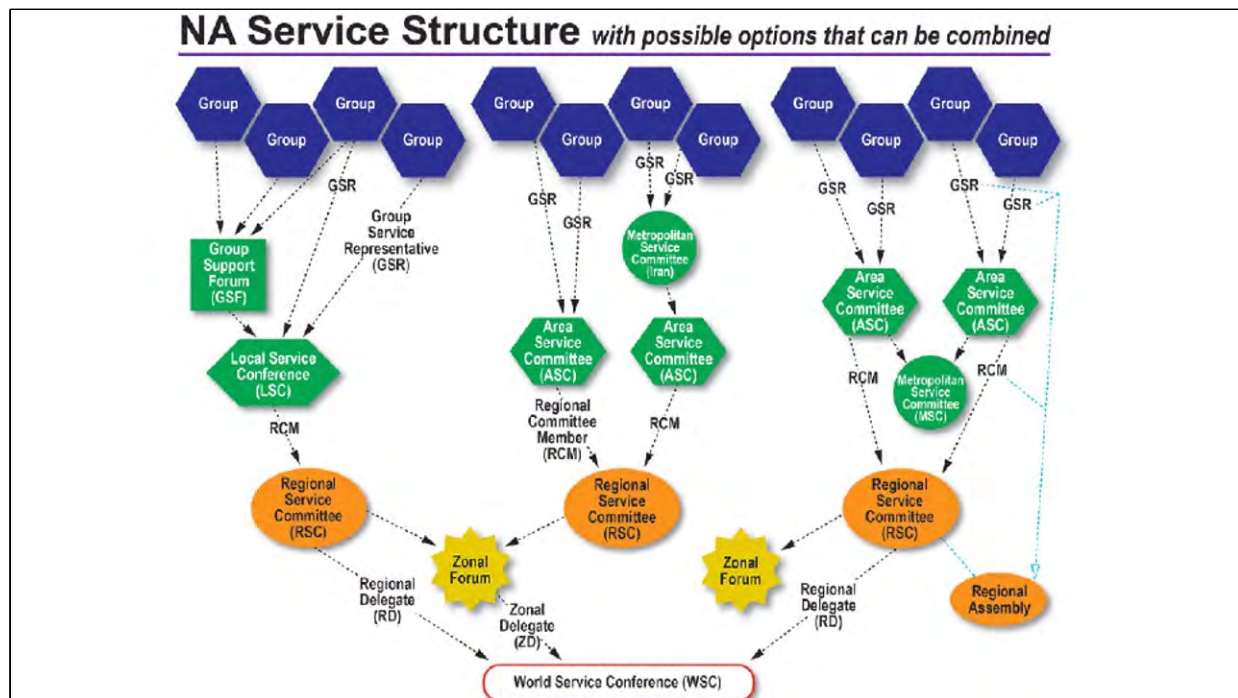 NA Service Structure with possible options that can be combined
Group
Group
Group
Group
Group
Group
Group
Group
Group
Group
Group
Group
GSR
Group
Service
Representative
(GSR)
Group
Support
Forum
(GSF)
Local Service
Conference
(LSC)
RCM
Regional
Service
Committee
(RSC)
Regional
Delegate
(RD)
GSR
GSR
GSR
GSR
Metropolitan
Service
Committee
(Iran)
Area
Service
Committee
(ASC)
Area
Service
Committee
(ASC)
Regional
Committee
Member
(RCM)
RCM
Regional
Service
Committee
(RSC)
Zonal
Forum
Zonal
Delegate
(ZD)
GSR
GSR
GSR
GSR
Area
Service
Committee
(ASC)
Area
Service
Committee
(ASC)
RCM
RCM
Metropolitan
Service
Committee
(MSC)
Regional
Service
Committee
(RSC)
Zonal
Forum
Regional
Delegate
(RD)
Regional
Assembly
World Service Conference (WSC)